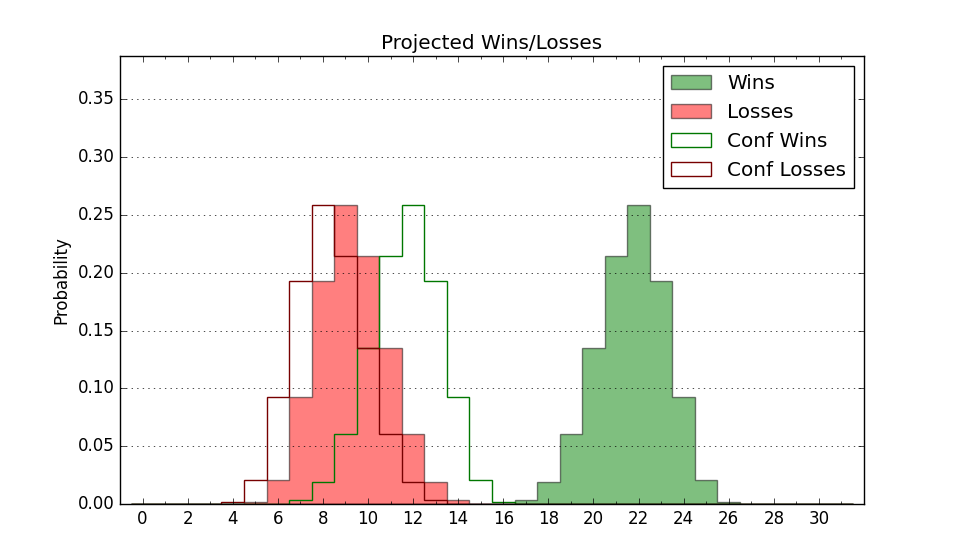 Projected Wins/Losses
Wins
Losses
Conf Wins
Conf Losses
Probability
0.35
0.30
0.25
0.20
0.15
0.10
0.05
0.00
0 2 4 6 8 10 12 14 16 18 20 22 24 26 28 30